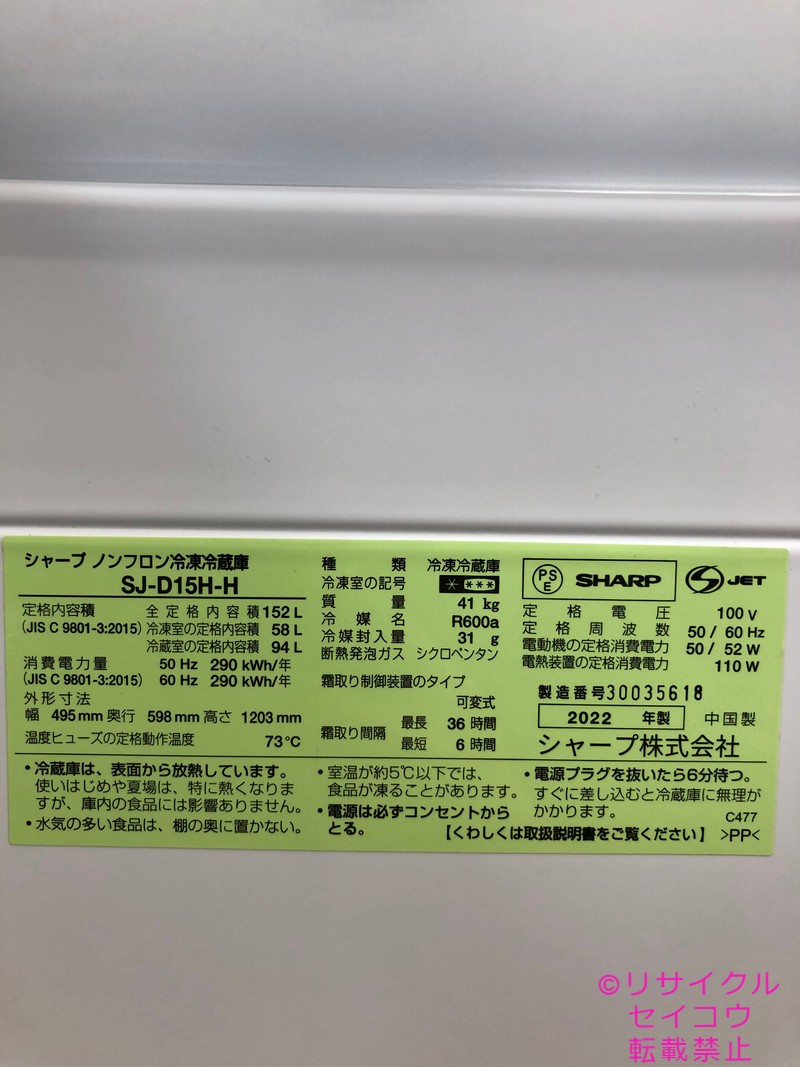 シャープ ノンフロン冷凍冷蔵庫
SJ-D15H-H
定格内容積 全定格内容積 152 L
(JIS C 9801-3:2015) 冷凍室の定格内容積 58 L
冷蔵室の定格内容積 94 L
消費電力量 50 Hz 290 kWh/年
(JIS C 9801-3:2015) 60 Hz 290 kWh/年
外形寸法
幅 495 mm 奥行 598 mm 高さ 1203 mm
温度ヒューズの定格動作温度 73℃
種類 冷凍冷蔵庫
冷凍室の記号 * ***
質量 41 kg
冷媒名 R600a
冷媒封入量 31 g
断熱発泡ガス シクロペンタン
霜取り制御装置のタイプ
可変式
霜取り間隔 最長 36 時間
最短 6 時間
PSE SHARP JET
定格電圧 100 V
定格周波数 50 / 60 Hz
電動機の定格消費電力 50 / 52 W
電熱装置の定格消費電力 110 W
製造番号 30035618
2022 年製 中国製
シャープ株式会社
・冷蔵庫は、表面から放熱しています。
使いはじめや夏場は、特に熱くなりま
すが、庫内の食品には影響ありません。
・水気の多い食品は、棚の奥に置かない。
・室温が約5℃以下では、
食品が凍ることがあります。
・電源は必ずコンセントから
とる。
・電源プラグを抜いたら6分待つ。
すぐに差し込むと冷蔵庫に無理が
かかります。
C477
【くわしくは取扱説明書をご覧ください】 >PP<
©リサイクル
セイコウ
転載禁止